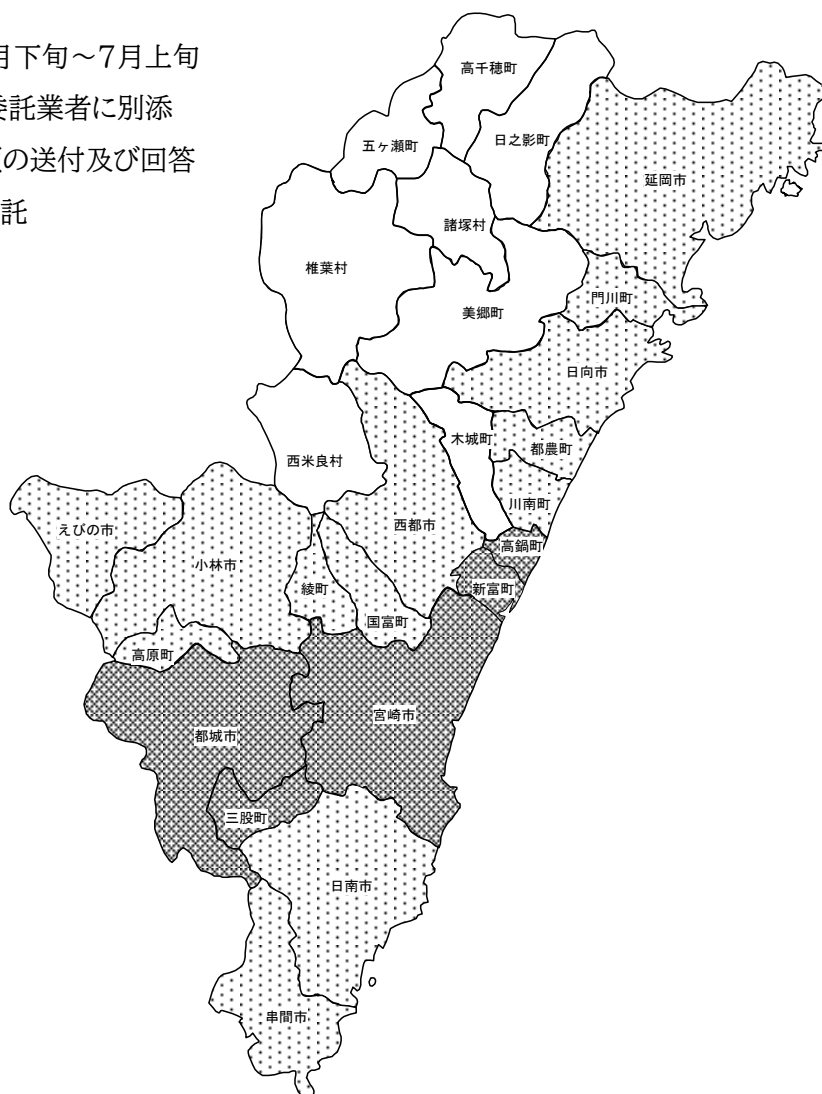 月下旬～7月上旬
委託業者に別添
の送付及び回答
託
高千穂町
五ヶ瀬町
日之影町
延岡市
諸塚村
椎葉村
門川町
美郷町
日向市
木城町
都農町
西米良村
川南町
西都市
えびの市
高鍋町
小林市
綾町
新富町
国富町
高原町
宮崎市
都城市
三股町
日南市
串間市